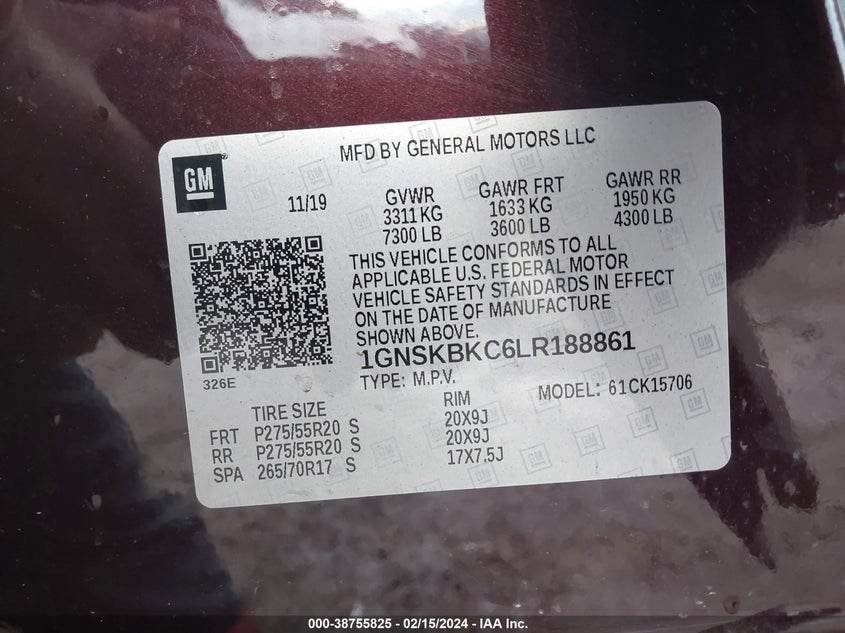 MFD BY GENERAL MOTORS LLC
GM
11/19
GVWR GAWR FRT GAWR RR
3311 KG 1633 KG 1950 KG
7300 LB 3600 LB 4300 LB
THIS VEHICLE CONFORMS TO ALL
APPLICABLE U.S. FEDERAL MOTOR
VEHICLE SAFETY STANDARDS IN EFFECT
ON THE DATE OF MANUFACTURE
SHOWN ABOVE.
1GNSKBKC6LR188861
326E
TYPE: M.P.V. MODEL: 61CK15706
TIRE SIZE RIM
FRT P275/55R20 S 20X9J
RR P275/55R20 S 20X9J
SPA 265/70R17 S 17X7.5J
000-38755825 / 02/15/2024 - IAA Inc.